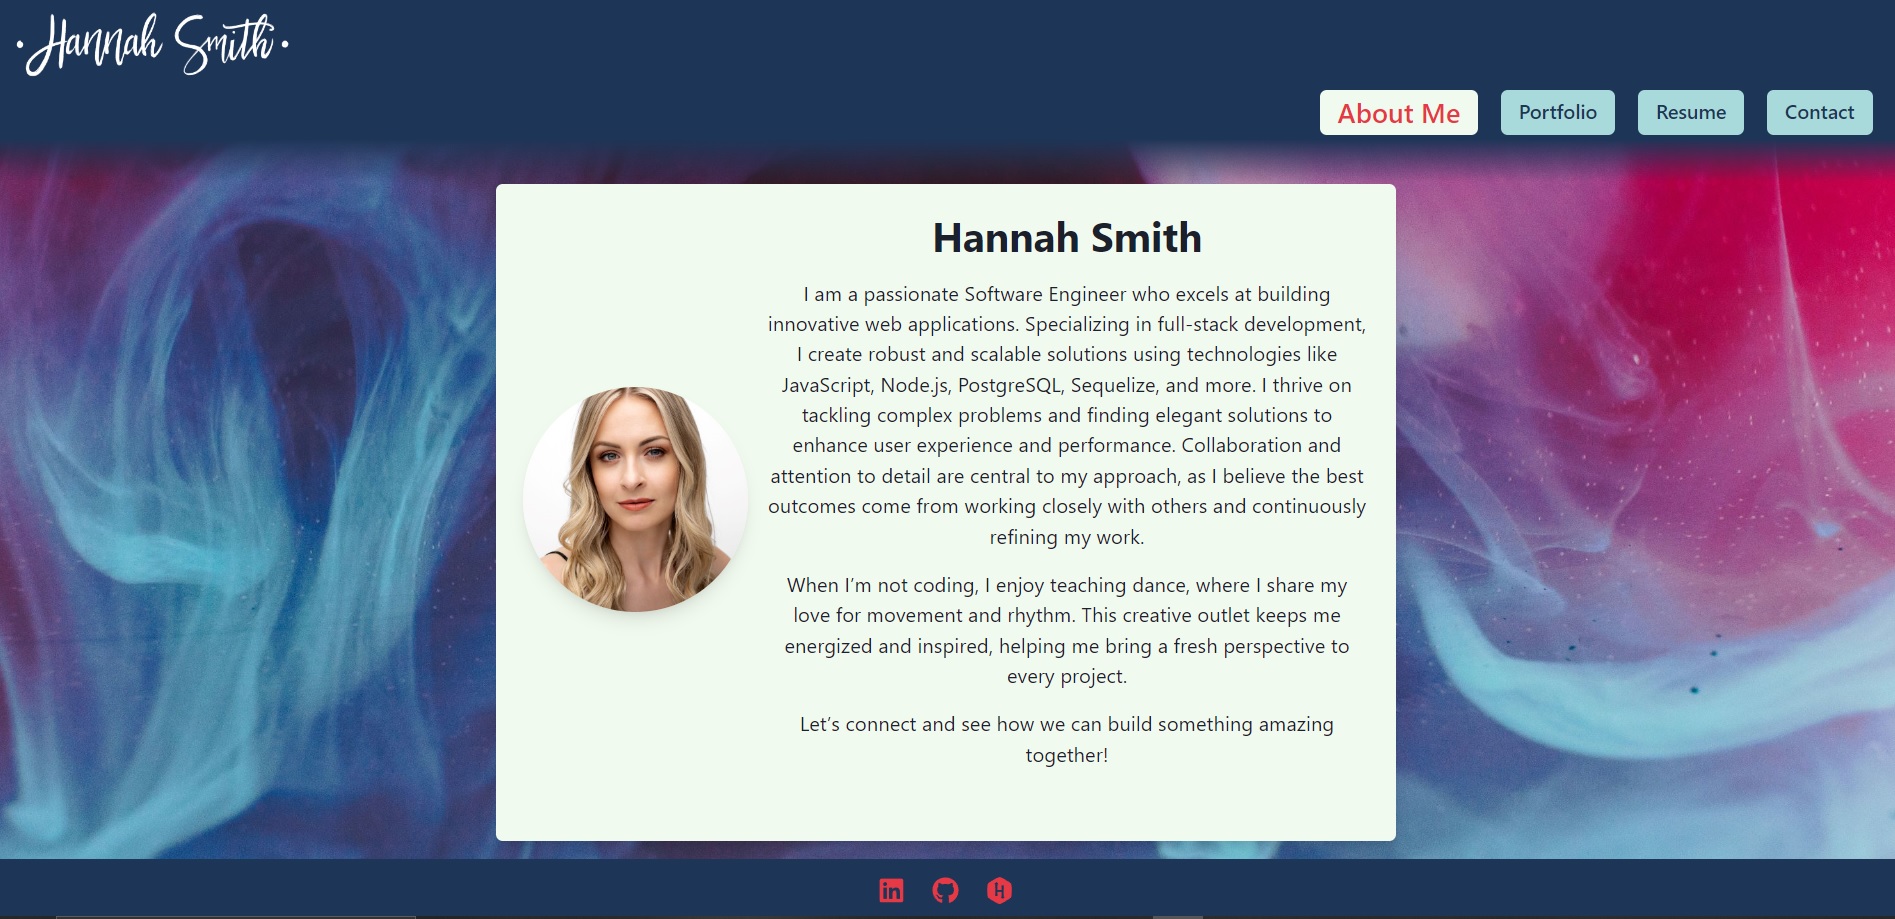 · Hannah Smith ·
About Me Portfolio Resume Contact
Hannah Smith
I am a passionate Software Engineer who excels at building
innovative web applications. Specializing in full-stack development,
I create robust and scalable solutions using technologies like
JavaScript, Node.js, PostgreSQL, Sequelize, and more. I thrive on
tackling complex problems and finding elegant solutions to
enhance user experience and performance. Collaboration and
attention to detail are central to my approach, as I believe the best
outcomes come from working closely with others and continuously
refining my work.
When I’m not coding, I enjoy teaching dance, where I share my
love for movement and rhythm. This creative outlet keeps me
energized and inspired, helping me bring a fresh perspective to
every project.
Let’s connect and see how we can build something amazing
together!
in
H